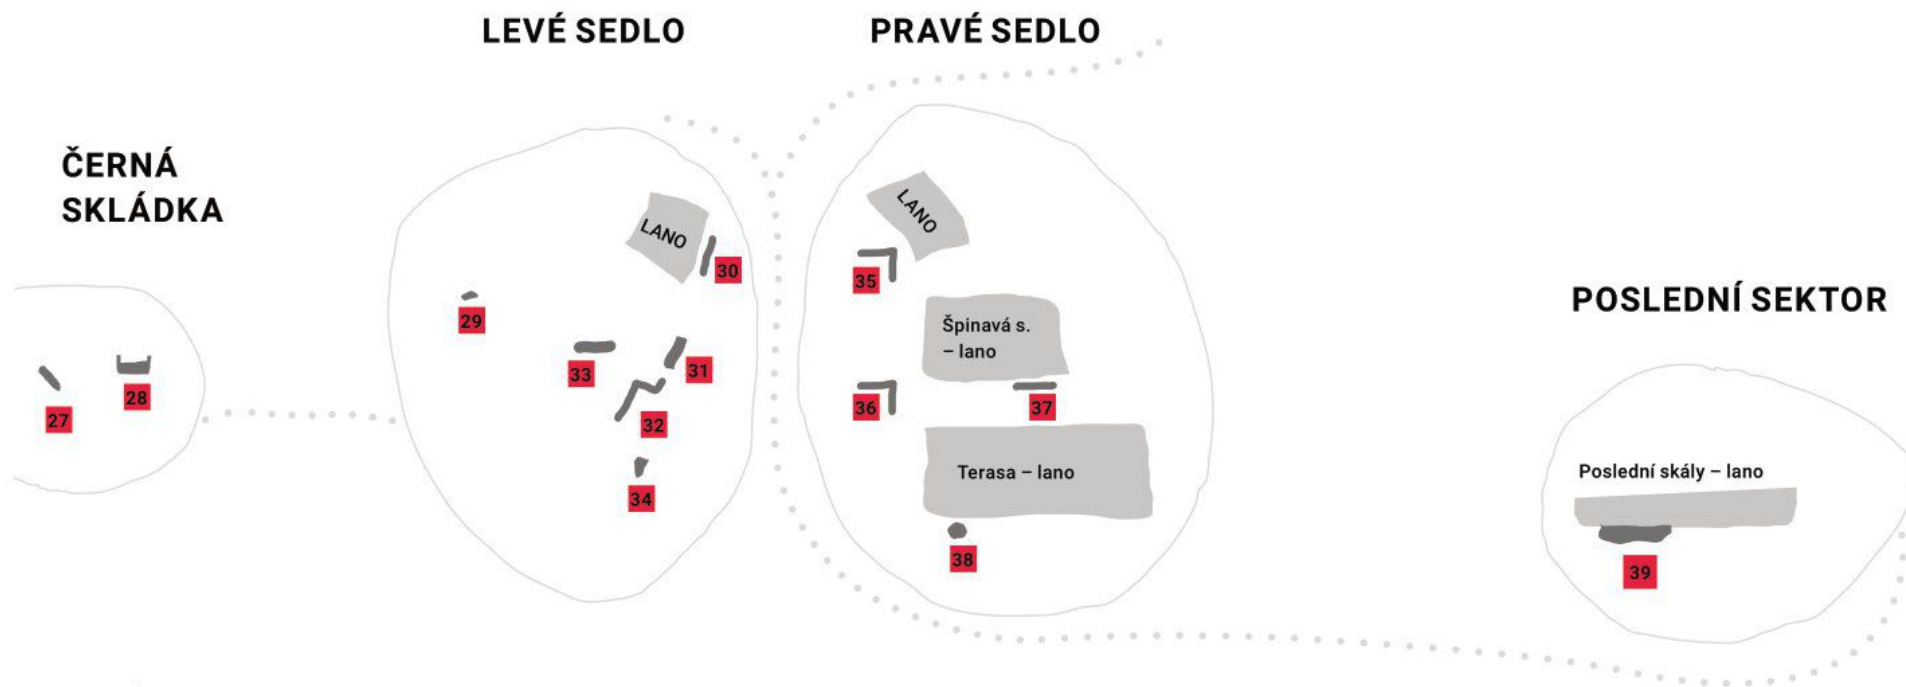 LEVÉ SEDLO
PRAVÉ SEDLO
ČERNÁ
SKLÁDKA
POSLEDNÍ SEKTOR
27
28
29
LANO
30
33
31
32
34
LANO
35
Špinavá s.
– lano
36
37
Terasa – lano
38
Poslední skály – lano
39